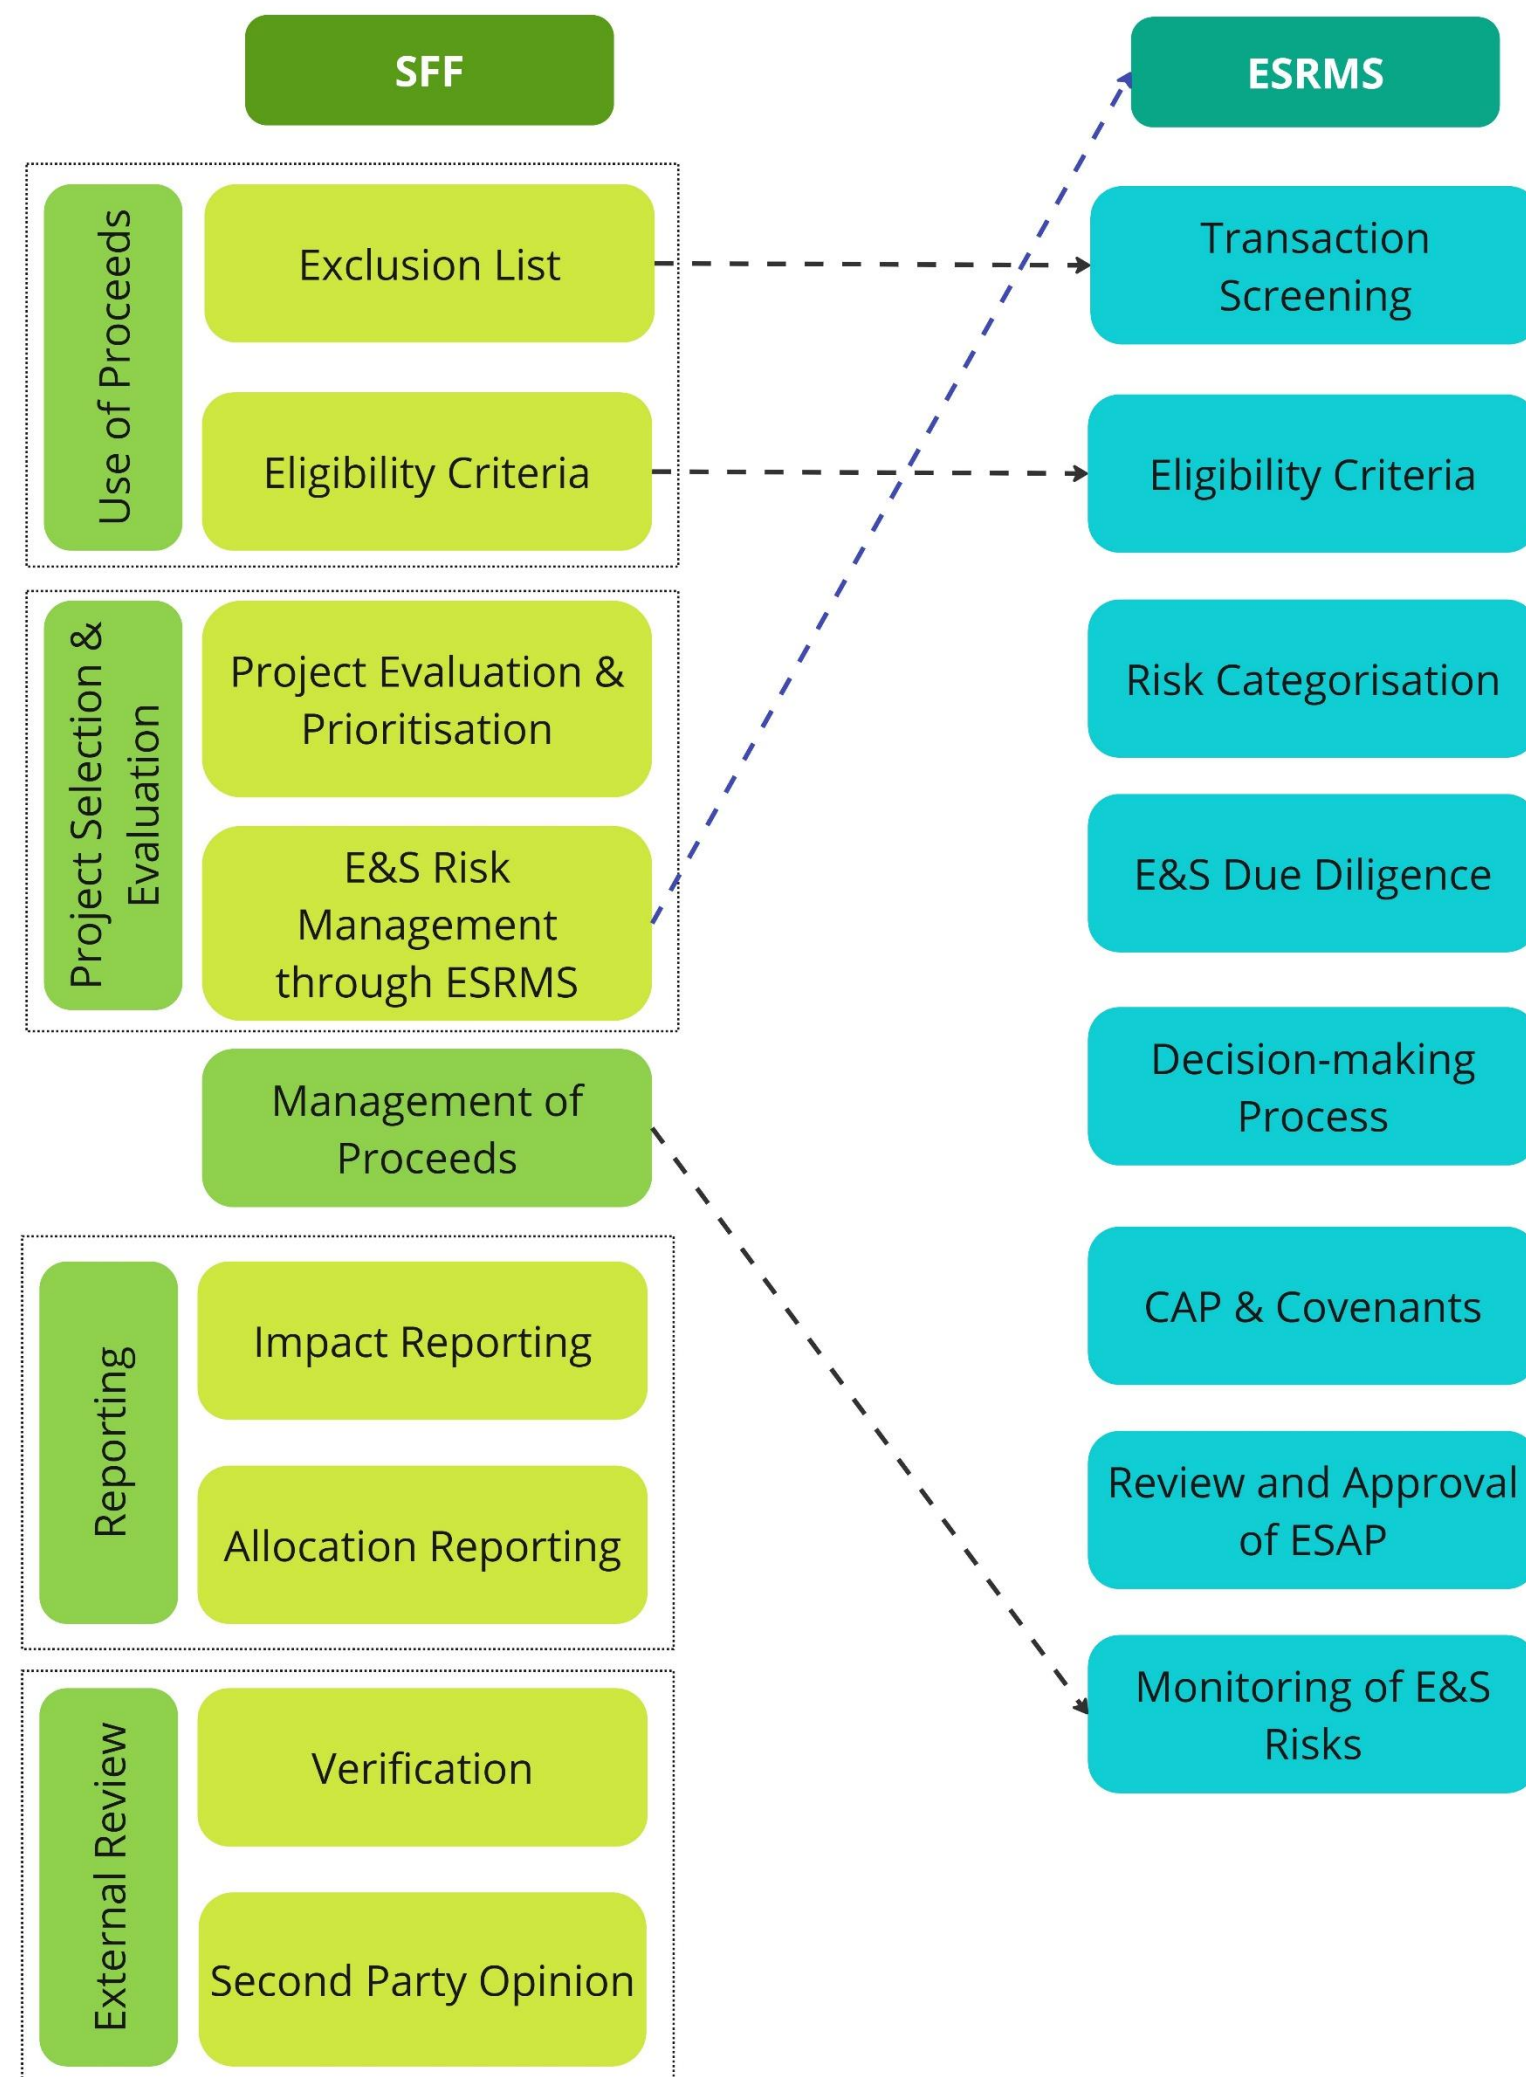 SFF
Use of Proceeds
Exclusion List
Eligibility Criteria
Project Selection &
Evaluation
Project Evaluation &
Prioritisation
E&S Risk
Management
through ESRMS
Management of
Proceeds
Reporting
Impact Reporting
Allocation Reporting
External Review
Verification
Second Party Opinion
ESRMS
Transaction
Screening
Eligibility Criteria
Risk Categorisation
E&S Due Diligence
Decision-making
Process
CAP & Covenants
Review and Approval
of ESAP
Monitoring of E&S
Risks